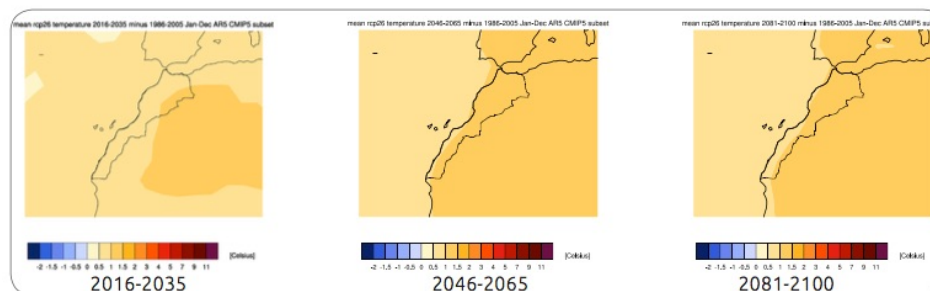 mean rcp26 temperature 2016-2035 minus 1986-2005 Jan-Dec AR5 CMIP5 subset
mean rcp26 temperature 2046-2065 minus 1986-2005 Jan-Dec AR5 CMIP5 subse
mean rcp26 temperature 2081-2100 minus 1986-2005 Jan-Dec AR5 CMIP5 sub
-2 -1.5 -1 -0.5 0 0.5 1 1.5 2 3 4 5 7 9 11 [Celsius]
-2 -1.5 -1 -0.5 0 0.5 1 1.5 2 3 4 5 7 9 11 [Celsius]
-2 -1.5 -1 -0.5 0 0.5 1 1.5 2 3 4 5 7 9 11 [Celsius]
2016-2035
2046-2065
2081-2100